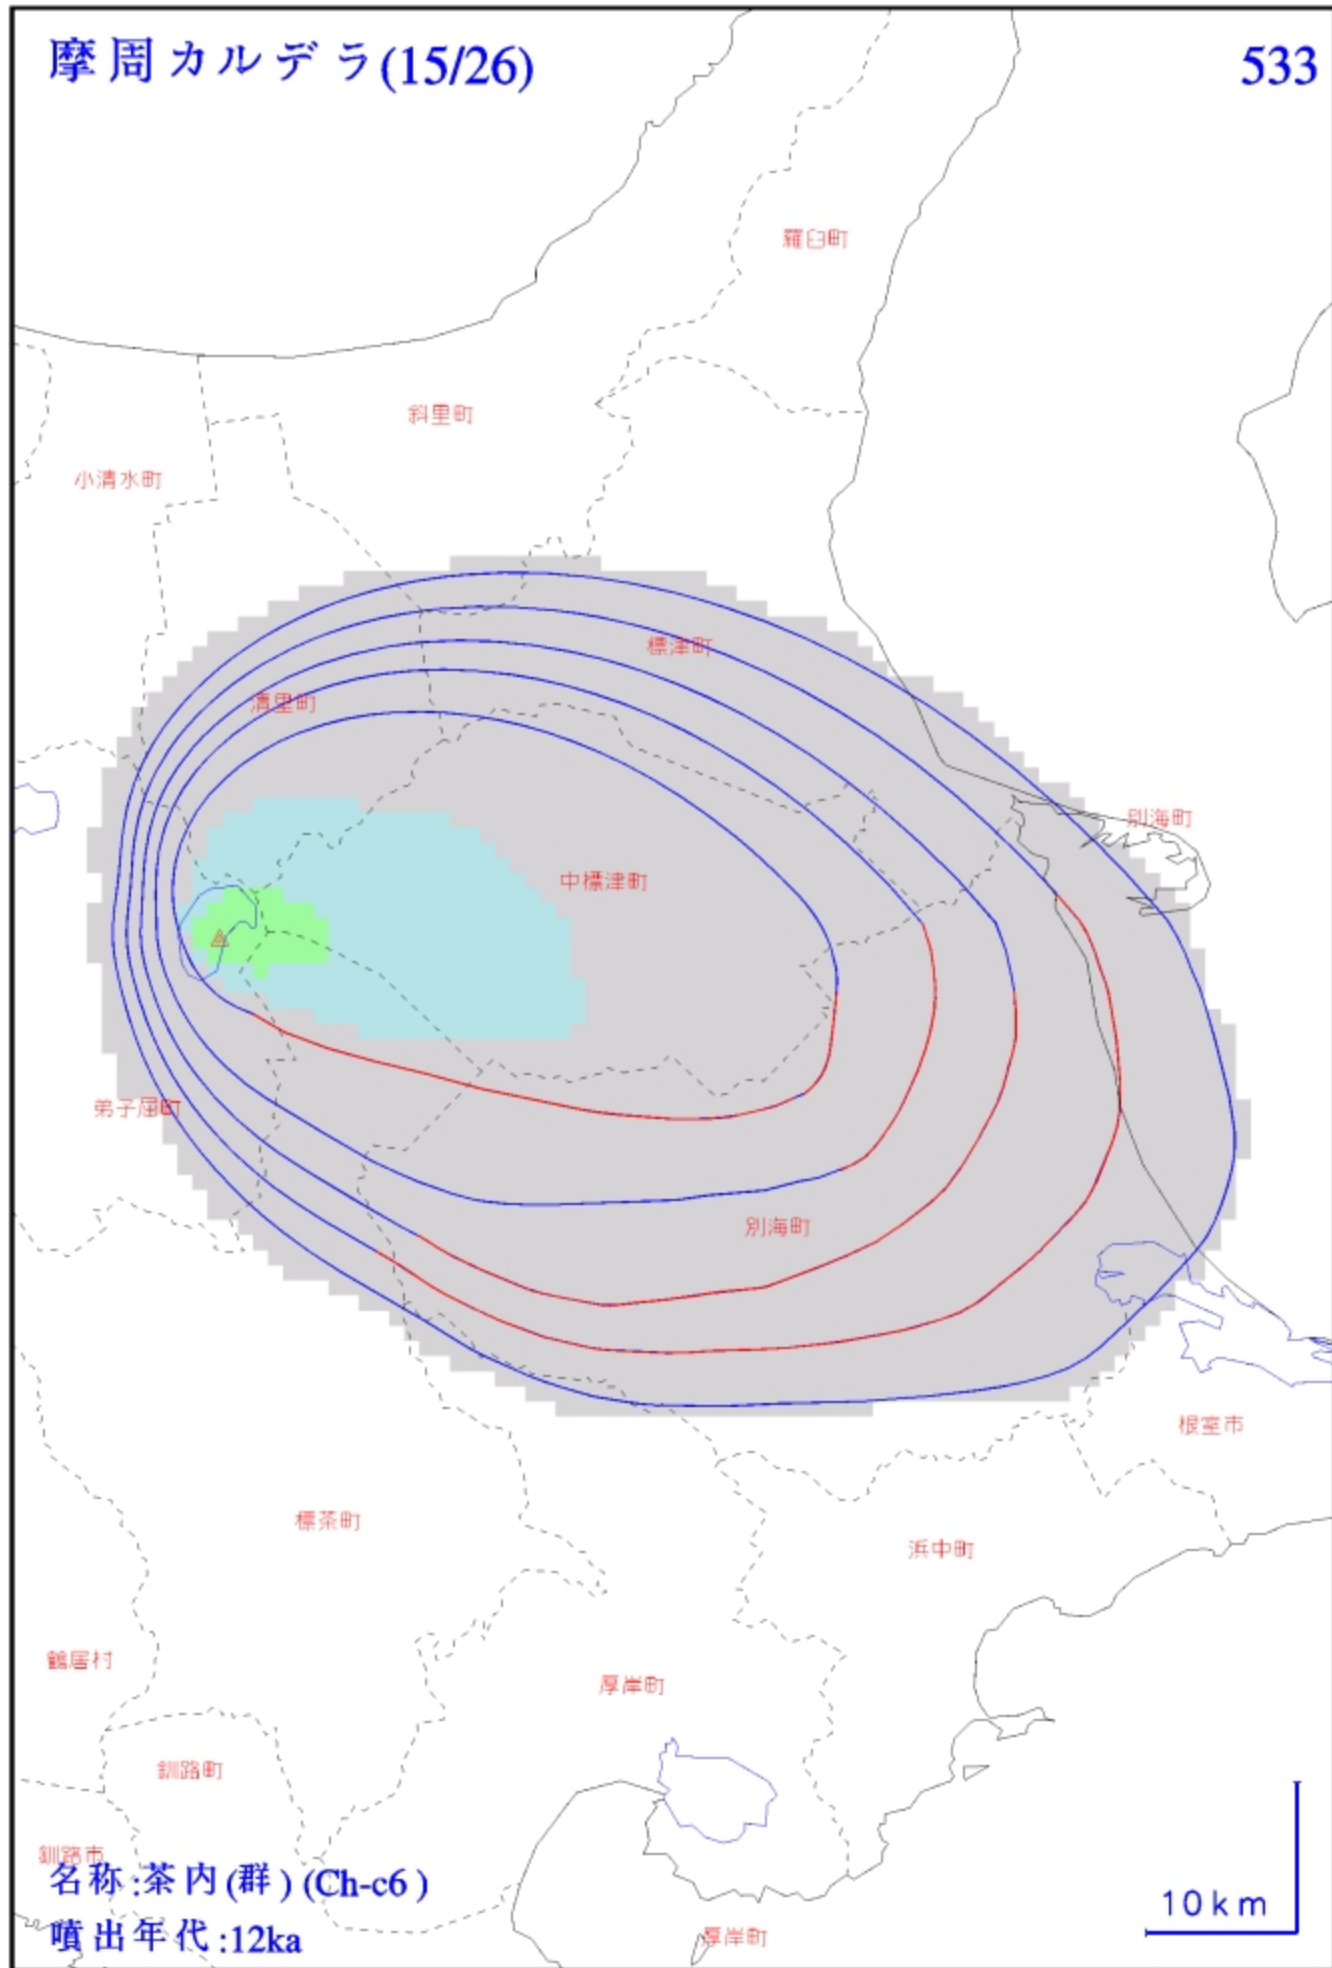 摩周カルデラ(15/26)
533
羅臼町
斜里町
小清水町
標津町
清里町
別海町
中標津町
弟子屈町
別海町
根室市
標茶町
浜中町
鶴居村
厚岸町
釧路町
釧路市
名称:茶内(群)(Ch-c6)
10km
厚岸町
噴出年代:12ka